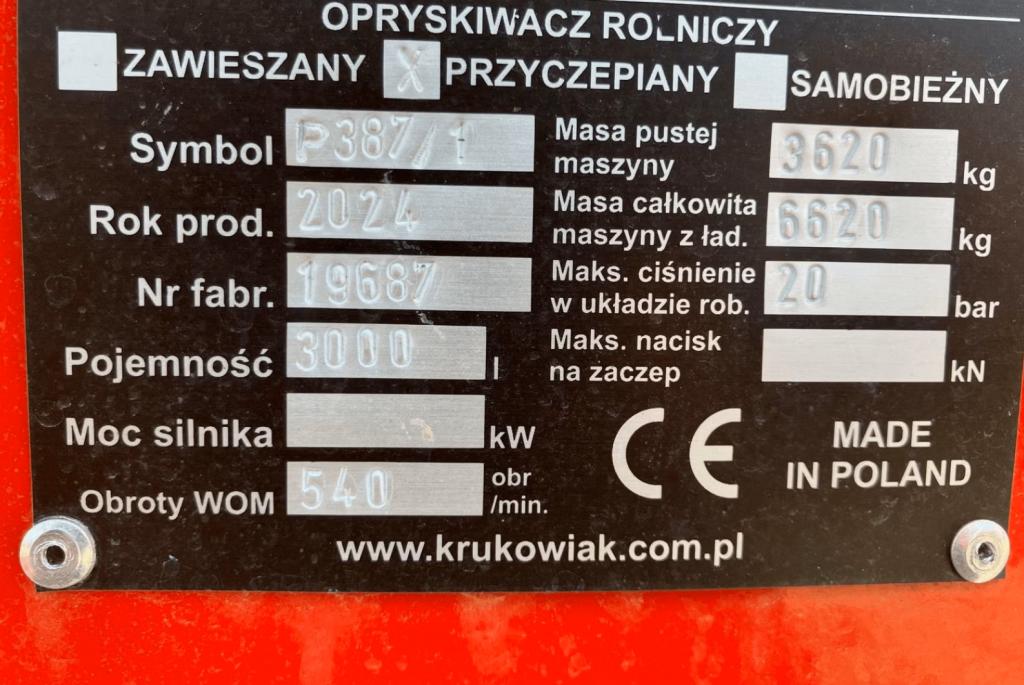 OPRYSKIWACZ ROLNICZY
ZAWIESZANY X PRZYCZEPIANY SAMOBIEŻNY
Symbol P387/1
Rok prod. 2024
Nr fabr. 19687
Pojemność 3000 l
Moc silnika kW
Obroty WOM 540 obr /min.
Masa pustej
maszyny 3620 kg
Masa całkowita
maszyny z ład. 6620 kg
Maks. ciśnienie
w układzie rob. 20 bar
Maks. nacisk
na zaczep kN
CE
MADE
IN POLAND
www.krukowiak.com.pl